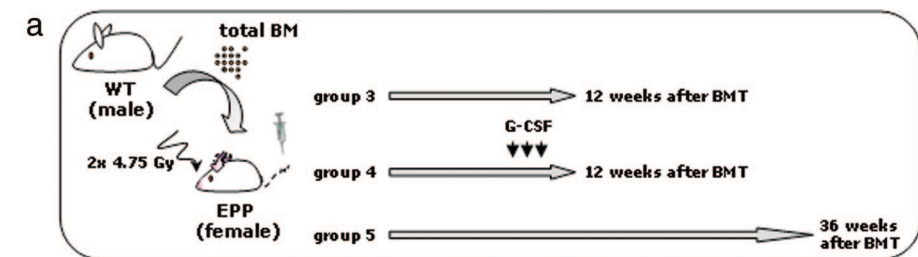 a
total BM
WT
(male)
group 3
12 weeks after BMT
G-CSF
2x 4.75 Gy
group 4
12 weeks after BMT
EPP
(female)
group 5
36 weeks
after BMT